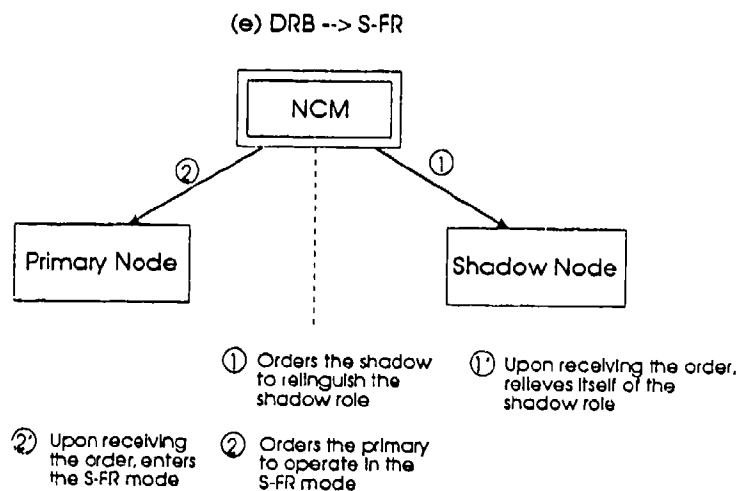 (e) DRB --> S-FR
NCM
②
①
Primary Node
Shadow Node
① Orders the shadow
to relinguish the
shadow role
①' Upon receiving the order,
relieves itself of the
shadow role
②' Upon receiving
the order, enters
the S-FR mode
② Orders the primary
to operate in the
S-FR mode